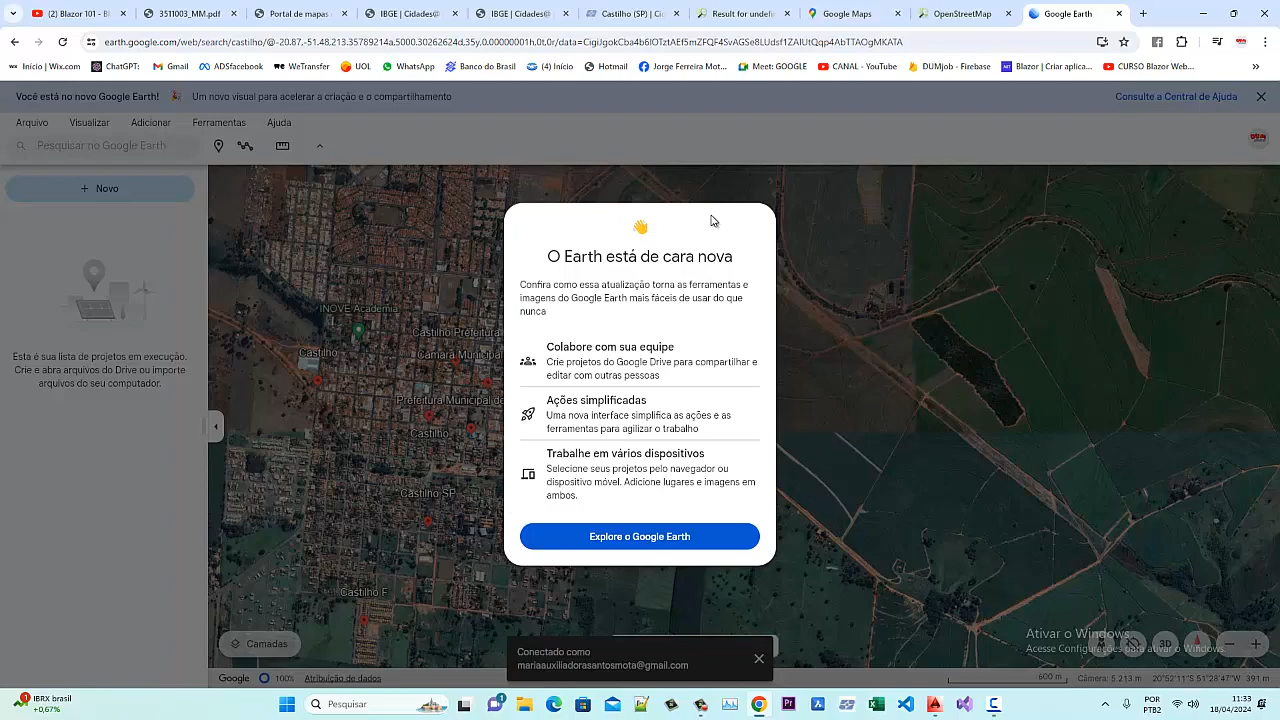 (2) Blazor 101 – Bl
3511003_MM.pdf
Portal de mapas
IBGE | Cidades@
IBGE | Cidades@
Castilho (SP) | Cid
Result for undefin
Google Maps
OpenStreetMap
Google Earth
earth.google.com/web/search/castilho/@-20.87,-51.48,213.35789214a,5000.30262624d,35y,0.00000001h,0t,0r/data=CigiJgokCba4b6IOTztAEf5mZFQF4SvAGSe8LUdsf1ZAIUtQqp4AbTTAOgMKATA
Início | Wix.com
ChatGPT:
Gmail
ADSfacebook
WeTransfer
UOL
WhatsApp
Banco do Brasil
(4) Início
Hotmail
Jorge Ferreira Mot...
Meet: GOOGLE
CANAL - YouTube
DUMjob - Firebase
Blazor | Criar aplica...
CURSO Blazor Web...
Você está no novo Google Earth!
Um novo visual para acelerar a criação e o compartilhamento
Consulte a Central de Ajuda
Arquivo
Visualizar
Adicionar
Ferramentas
Ajuda
Pesquisar no Google Earth
Novo
Esta é sua lista de projetos em execução.
Crie e abra arquivos do Drive ou importe
arquivos do seu computador.
INOVE Academia
Castilho Prefeitura
Castilho
Câmara Municipal
Prefeitura Municipal de
Castilho
Castilho SP
Castilho F
O Earth está de cara nova
Confira como essa atualização torna as ferramentas e
imagens do Google Earth mais fáceis de usar do que
nunca
Colabore com sua equipe
Crie projetos do Google Drive para compartilhar e
editar com outras pessoas
Ações simplificadas
Uma nova interface simplifica as ações e as
ferramentas para agilizar o trabalho
Trabalhe em vários dispositivos
Selecione seus projetos pelo navegador ou
dispositivo móvel. Adicione lugares e imagens em
ambos.
Explore o Google Earth
Camadas
Conectado como
mariaauxiliadorasantosmota@gmail.com
Ativar o Windows
Acesse Configurações para ativar o Windows.
3D
Google
100%
Atribuição de dados
600 m
Câmera: 5.213 m
20°52'11"S 51°28'47"W
391 m
IBRX brasil
+0,67%
Pesquisar
POR
PTB2
11:33
18/04/2024